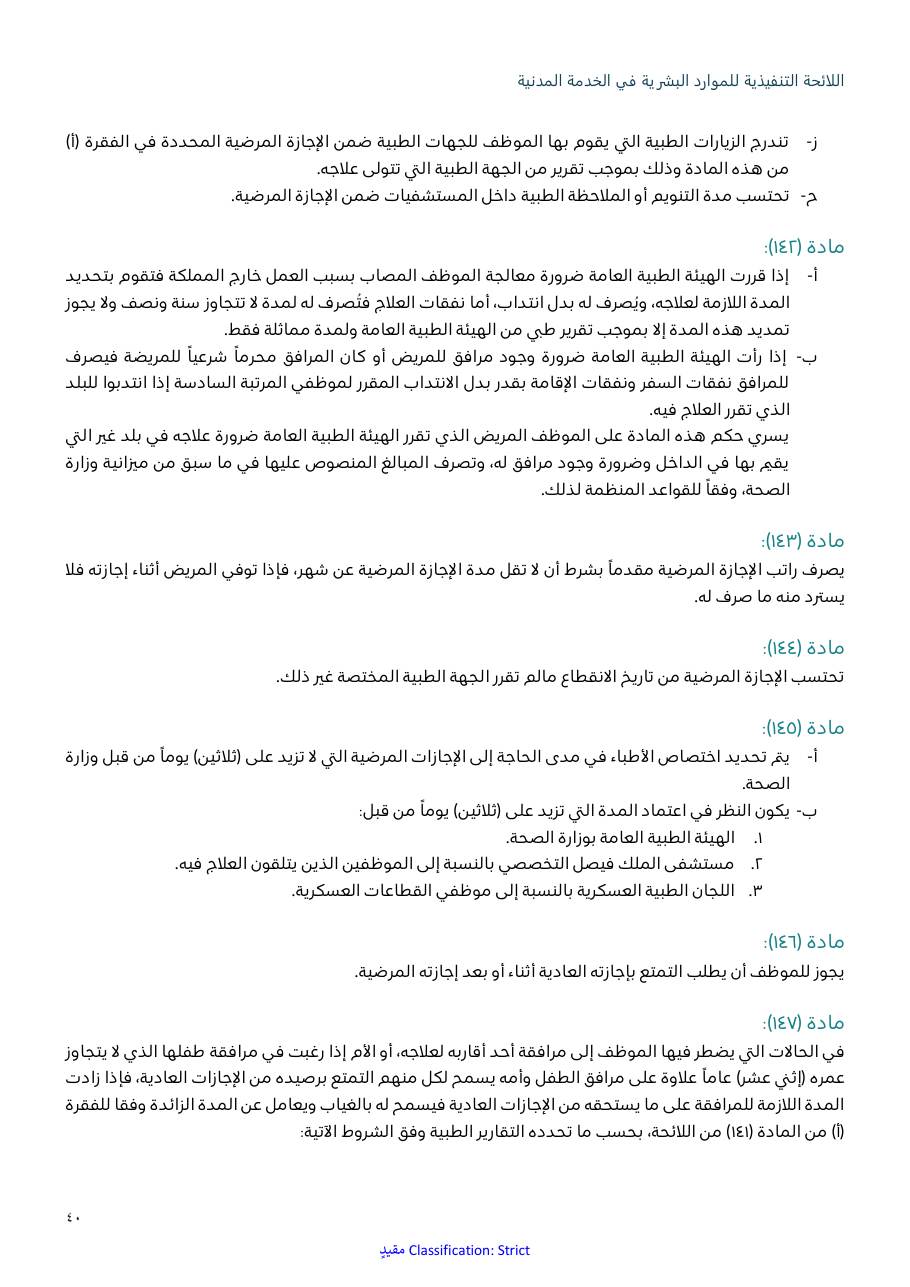 اللائحة التنفيذية للموارد البشرية في الخدمة المدنية
ز- تندرج الزيارات الطبية التي يقوم بها الموظف للجهات الطبية ضمن الإجازة المرضية المحددة في الفقرة (أ)
من هذه المادة وذلك بموجب تقرير من الجهة الطبية التي تتولى علاجه.
ح- تحتسب مدة التنويم أو الملاحظة الطبية داخل المستشفيات ضمن الإجازة المرضية.
مادة (١٤٢):
أ- إذا قررت الهيئة الطبية العامة ضرورة معالجة الموظف المصاب بسبب العمل خارج المملكة فتقوم بتحديد
المدة اللازمة لعلاجه، ويُصرف له بدل انتداب، أما نفقات العلاج فتُصرف له لمدة لا تتجاوز سنة ونصف ولا يجوز
تمديد هذه المدة إلا بموجب تقرير طبي من الهيئة الطبية العامة ولمدة مماثلة فقط.
ب- إذا رأت الهيئة الطبية العامة ضرورة وجود مرافق للمريض أو كان المرافق محرماً شرعياً للمريضة فيصرف
للمرافق نفقات السفر ونفقات الإقامة بقدر بدل الانتداب المقرر لموظفي المرتبة السادسة إذا انتدبوا للبلد
الذي تقرر العلاج فيه.
يسري حكم هذه المادة على الموظف المريض الذي تقرر الهيئة الطبية العامة ضرورة علاجه في بلد غير التي
يقيم بها في الداخل وضرورة وجود مرافق له، وتصرف المبالغ المنصوص عليها في ما سبق من ميزانية وزارة
الصحة، وفقاً للقواعد المنظمة لذلك.
مادة (١٤٣):
يصرف راتب الإجازة المرضية مقدماً بشرط أن لا تقل مدة الإجازة المرضية عن شهر، فإذا توفي المريض أثناء إجازته فلا
يسترد منه ما صرف له.
مادة (١٤٤):
تحتسب الإجازة المرضية من تاريخ الانقطاع مالم تقرر الجهة الطبية المختصة غير ذلك.
مادة (١٤٥):
أ- يتم تحديد اختصاص الأطباء في مدى الحاجة إلى الإجازات المرضية التي لا تزيد على (ثلاثين) يوماً من قبل وزارة
الصحة.
ب- يكون النظر في اعتماد المدة التي تزيد على (ثلاثين) يوماً من قبل:
١. الهيئة الطبية العامة بوزارة الصحة.
٢. مستشفى الملك فيصل التخصصي بالنسبة إلى الموظفين الذين يتلقون العلاج فيه.
٣. اللجان الطبية العسكرية بالنسبة إلى موظفي القطاعات العسكرية.
مادة (١٤٦):
يجوز للموظف أن يطلب التمتع بإجازته العادية أثناء أو بعد إجازته المرضية.
مادة (١٤٧):
في الحالات التي يضطر فيها الموظف إلى مرافقة أحد أقاربه لعلاجه، أو الأم إذا رغبت في مرافقة طفلها الذي لا يتجاوز
عمره (إثني عشر) عاماً علاوة على مرافق الطفل وأمه يسمح لكل منهم التمتع برصيده من الإجازات العادية، فإذا زادت
المدة اللازمة للمرافقة على ما يستحقه من الإجازات العادية فيسمح له بالغياب ويعامل عن المدة الزائدة وفقا للفقرة
(أ) من المادة (١٤١) من اللائحة، بحسب ما تحدده التقارير الطبية وفق الشروط الآتية:
٤٠
Classification: Strict مقيدٍ